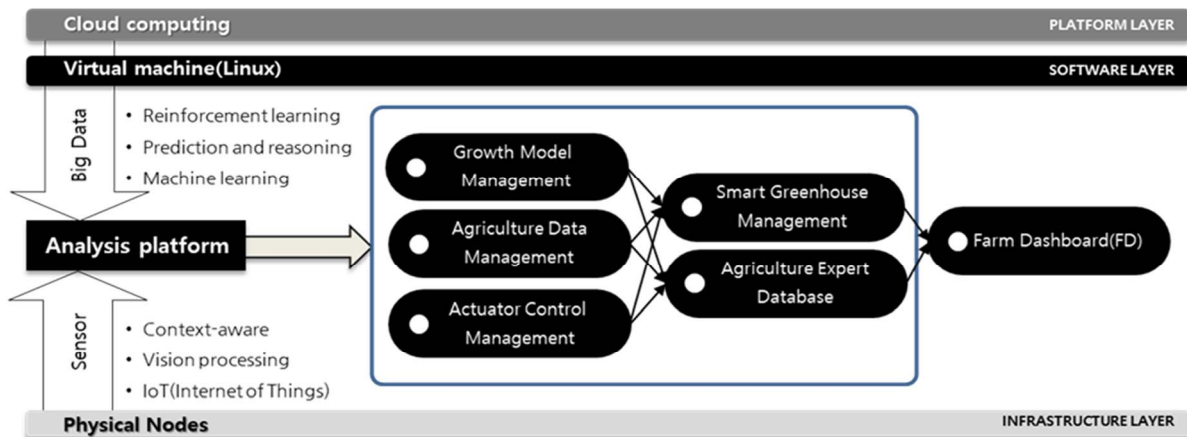 Cloud computing
PLATFORM LAYER
Virtual machine(Linux)
SOFTWARE LAYER
Big Data
• Reinforcement learning
• Prediction and reasoning
• Machine learning
Analysis platform
Sensor
• Context-aware
• Vision processing
• IoT(Internet of Things)
Growth Model
Management
Agriculture Data
Management
Actuator Control
Management
Smart Greenhouse
Management
Agriculture Expert
Database
Farm Dashboard(FD)
Physical Nodes
INFRASTRUCTURE LAYER